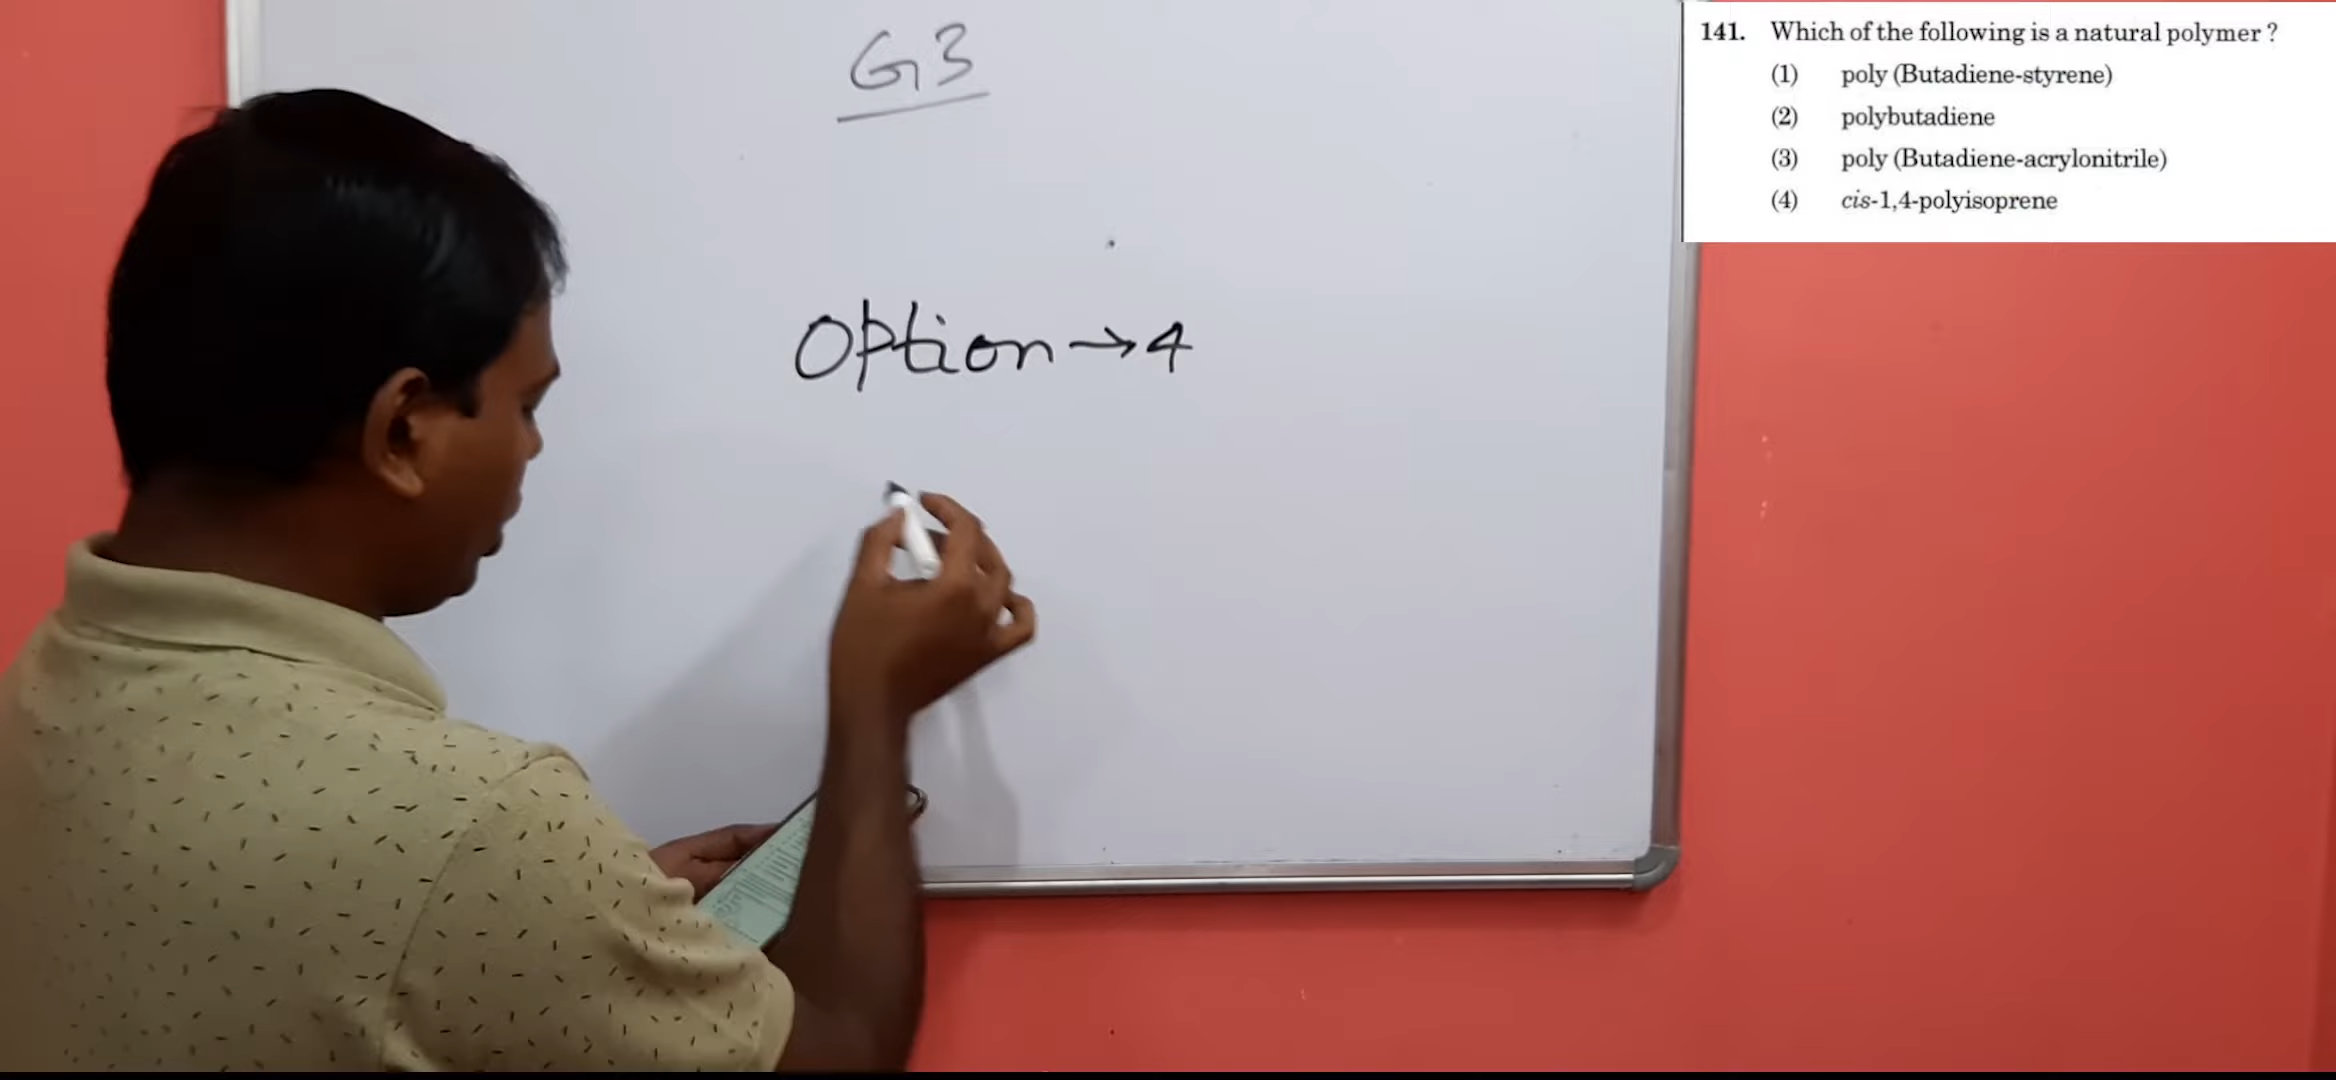 G3
Option → 4
141. Which of the following is a natural polymer ?
(1) poly (Butadiene-styrene)
(2) polybutadiene
(3) poly (Butadiene-acrylonitrile)
(4) cis-1,4-polyisoprene